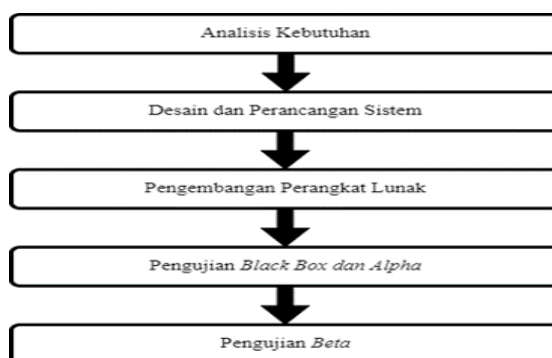 Analisis Kebutuhan
Desain dan Perancangan Sistem
Pengembangan Perangkat Lunak
Pengujian Black Box dan Alpha
Pengujian Beta